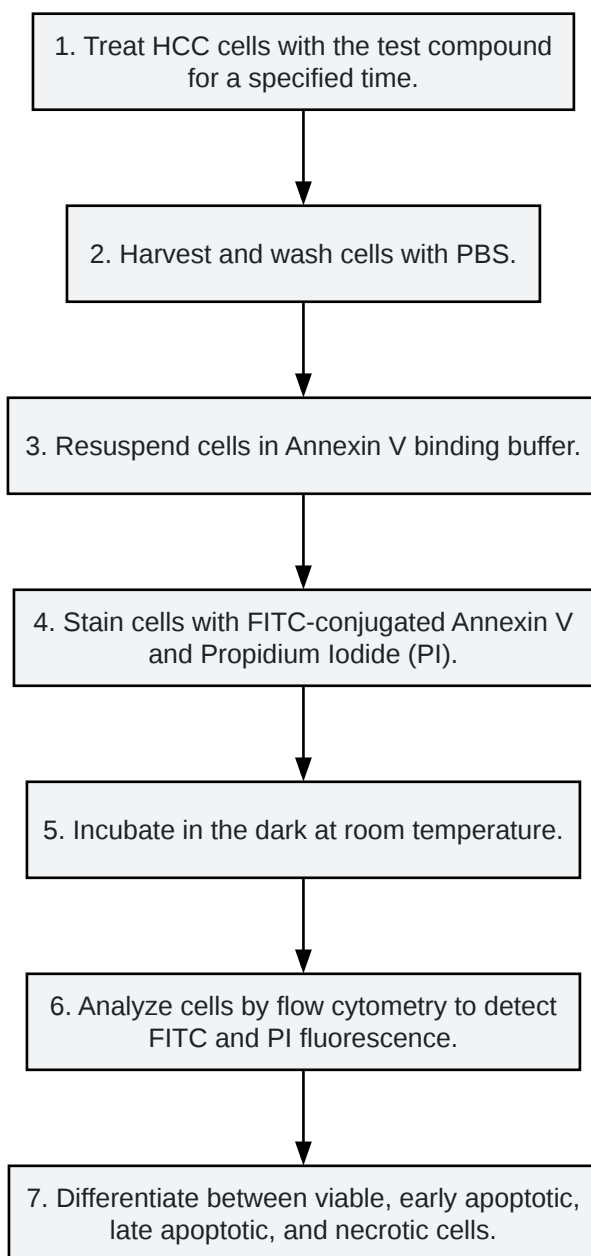 1. Treat HCC cells with the test compound
for a specified time.
2. Harvest and wash cells with PBS.
3. Resuspend cells in Annexin V binding buffer.
4. Stain cells with FITC-conjugated Annexin V
and Propidium Iodide (PI).
5. Incubate in the dark at room temperature.
6. Analyze cells by flow cytometry to detect
FITC and PI fluorescence.
7. Differentiate between viable, early apoptotic,
late apoptotic, and necrotic cells.